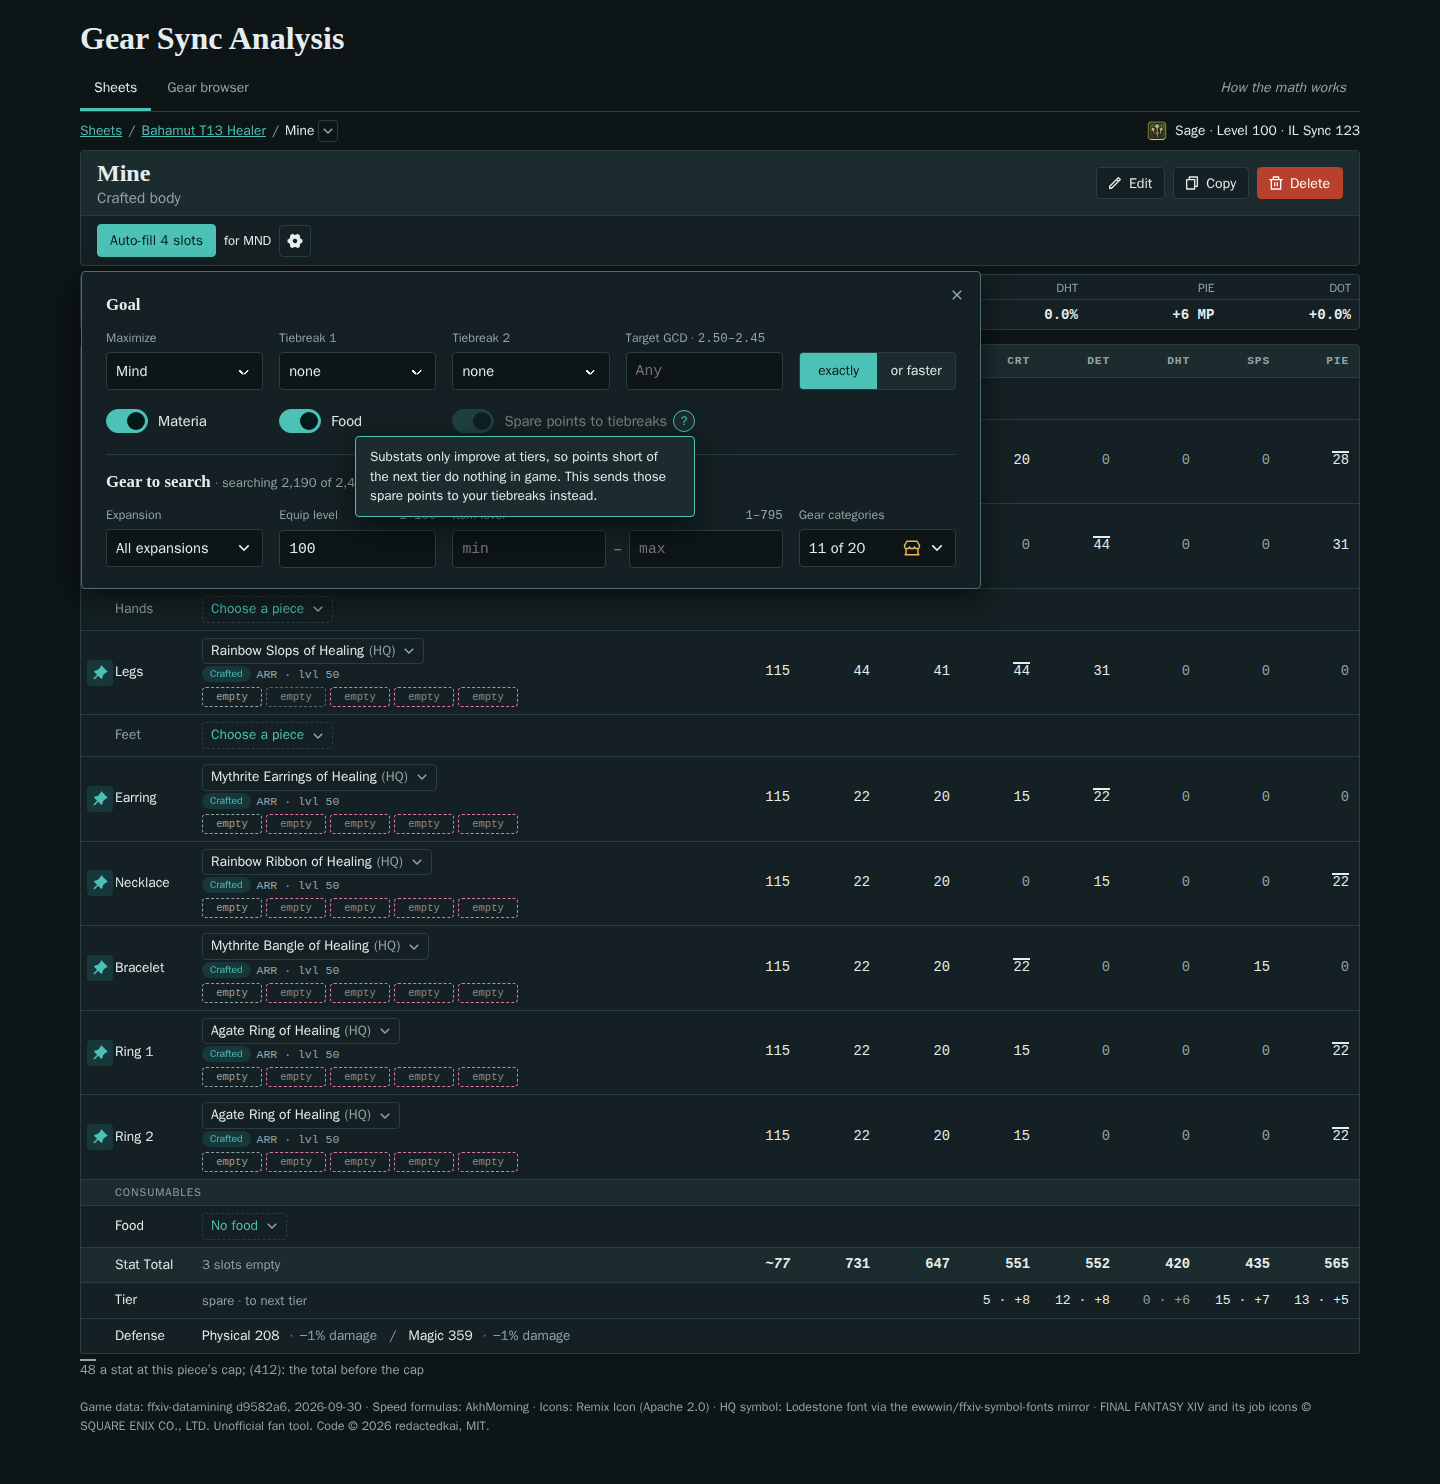 Gear Sync Analysis
Sheets Gear browser How the math works
Sheets / Bahamut T13 Healer / Mine Sage · Level 100 · IL Sync 123
Mine
Crafted body
Edit Copy Delete
Auto-fill 4 slots for MND
DHT PIE DOT
0.0% +6 MP +0.0%
Goal
Maximize Tiebreak 1 Tiebreak 2 Target GCD · 2.50–2.45
Mind none none Any exactly or faster
Materia Food Spare points to tiebreaks ?
Substats only improve at tiers, so points short of
the next tier do nothing in game. This sends those
spare points to your tiebreaks instead.
Gear to search · searching 2,190 of 2,4
Expansion Equip level 1–795 Gear categories
All expansions 100 min – max 11 of 20
CRT DET DHT SPS PIE
20 0 0 0 28
0 44 0 0 31
Hands Choose a piece
Legs Rainbow Slops of Healing (HQ) 115 44 41 44 31 0 0 0
Crafted ARR · lvl 50
empty empty empty empty empty
Feet Choose a piece
Earring Mythrite Earrings of Healing (HQ) 115 22 20 15 22 0 0 0
Crafted ARR · lvl 50
empty empty empty empty empty
Necklace Rainbow Ribbon of Healing (HQ) 115 22 20 0 15 0 0 22
Crafted ARR · lvl 50
empty empty empty empty empty
Bracelet Mythrite Bangle of Healing (HQ) 115 22 20 22 0 0 15 0
Crafted ARR · lvl 50
empty empty empty empty empty
Ring 1 Agate Ring of Healing (HQ) 115 22 20 15 0 0 0 22
Crafted ARR · lvl 50
empty empty empty empty empty
Ring 2 Agate Ring of Healing (HQ) 115 22 20 15 0 0 0 22
Crafted ARR · lvl 50
empty empty empty empty empty
CONSUMABLES
Food No food
Stat Total 3 slots empty ~77 731 647 551 552 420 435 565
Tier spare · to next tier 5 · +8 12 · +8 0 · +6 15 · +7 13 · +5
Defense Physical 208 · −1% damage / Magic 359 · −1% damage
48 a stat at this piece's cap; (412): the total before the cap
Game data: ffxiv-datamining d9582a6, 2026-09-30 · Speed formulas: AkhMorning · Icons: Remix Icon (Apache 2.0) · HQ symbol: Lodestone font via the ewwwin/ffxiv-symbol-fonts mirror · FINAL FANTASY XIV and its job icons ©
SQUARE ENIX CO., LTD. Unofficial fan tool. Code © 2026 redactedkai, MIT.